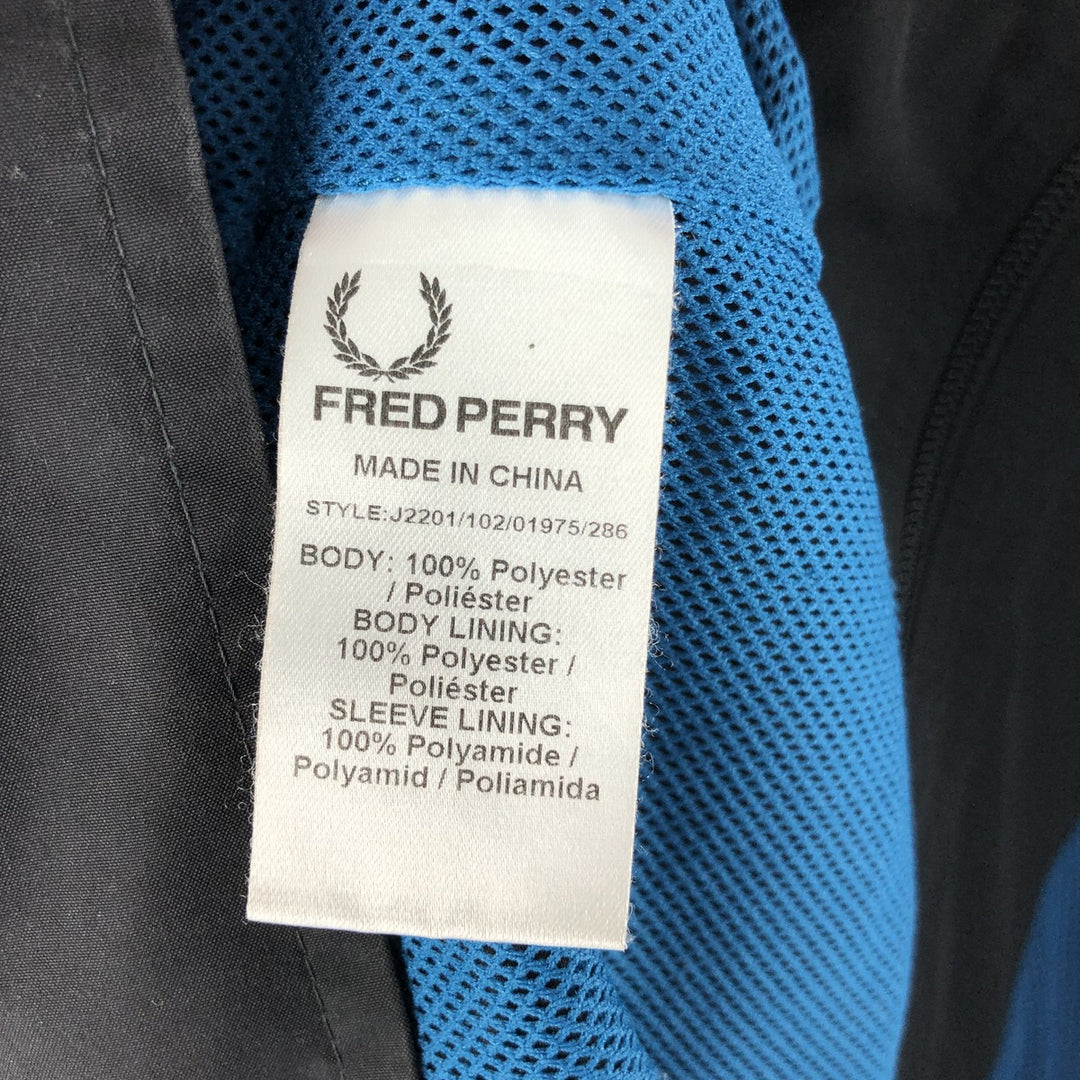 FRED PERRY
MADE IN CHINA
STYLE:J2201/102/01975/286
BODY: 100% Polyester
/ Poliéster
BODY LINING:
100% Polyester /
Poliéster
SLEEVE LINING:
100% Polyamide /
Polyamid / Poliamida